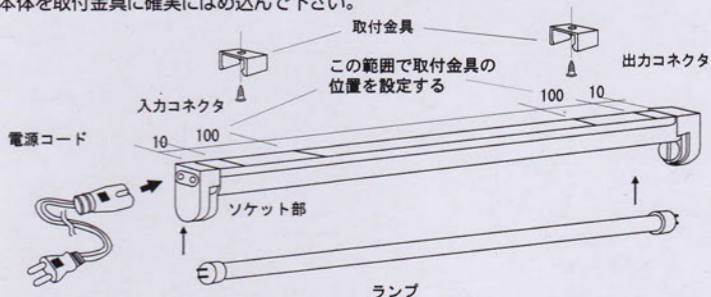 本体を取付金具に確実にはめ込んで下さい。
取付金具
出力コネクタ
この範囲で取付金具の
位置を設定する
入力コネクタ
100
10
電源コード
10
100
ソケット部
ランプ